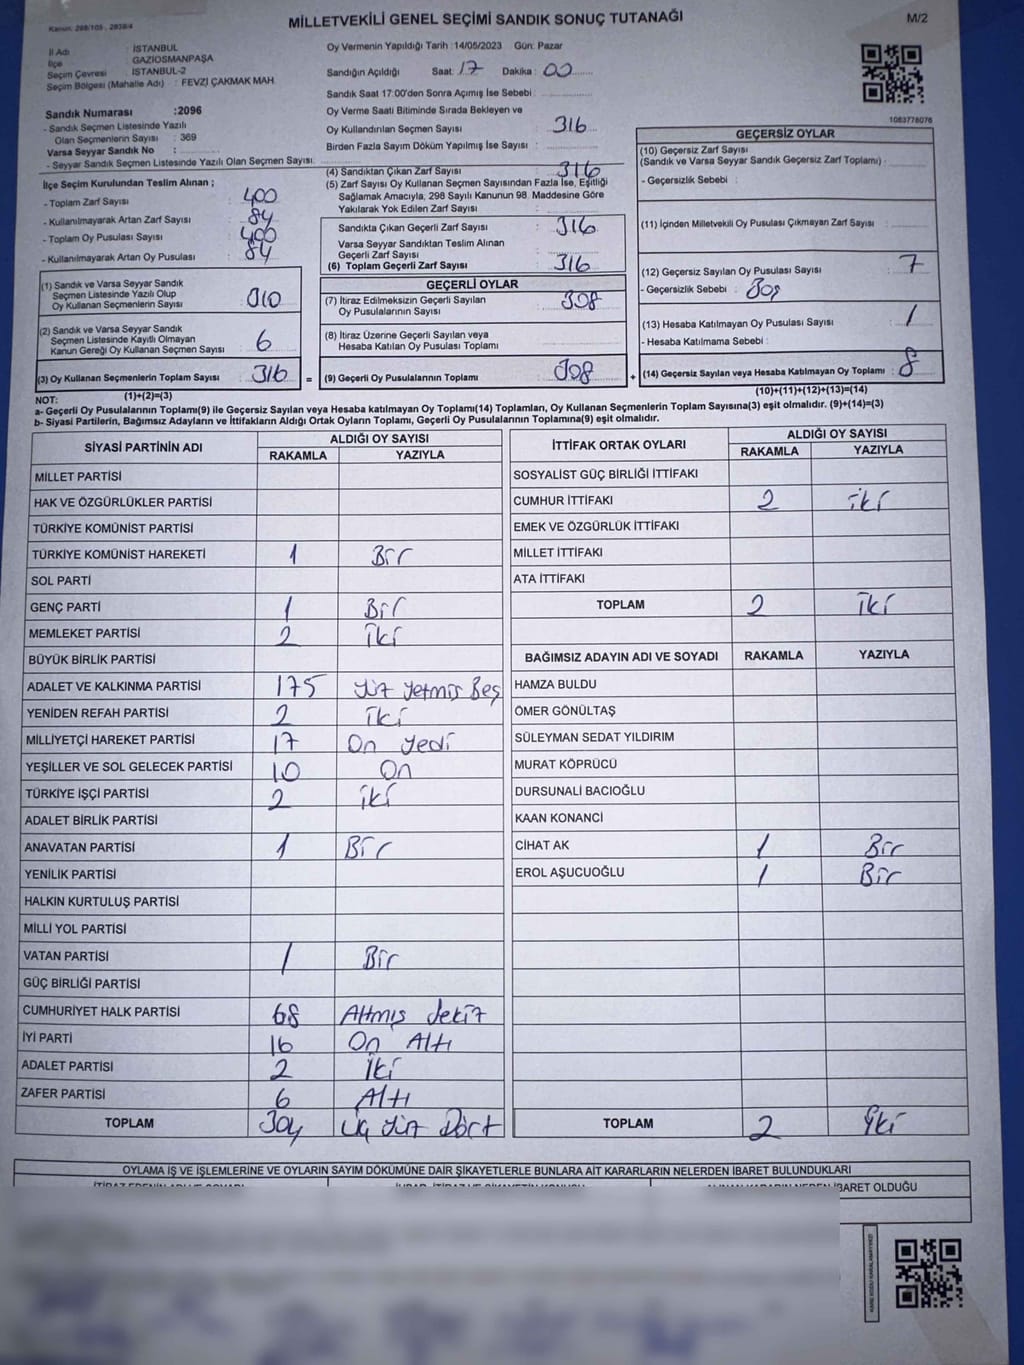 Kanun: 298/105 , 2839/4
MİLLETVEKİLİ GENEL SEÇİMİ SANDIK SONUÇ TUTANAĞI
M/2
İl Adı : İSTANBUL
İlçe : GAZİOSMANPAŞA
Seçim Çevresi : İSTANBUL-2
Seçim Bölgesi (Mahalle Adı) : FEVZİ ÇAKMAK MAH.
Sandık Numarası :2096
- Sandık Seçmen Listesinde Yazılı
Olan Seçmenlerin Sayısı : 369
Varsa Seyyar Sandık No :
- Seyyar Sandık Seçmen Listesinde Yazılı Olan Seçmen Sayısı:
İlçe Seçim Kurulundan Teslim Alınan ;
- Toplam Zarf Sayısı 400
- Kullanılmayarak Artan Zarf Sayısı 84
- Toplam Oy Pusulası Sayısı 400
- Kullanılmayarak Artan Oy Pusulası 84
(1) Sandık ve Varsa Seyyar Sandık
Seçmen Listesinde Yazılı Olup
Oy Kullanan Seçmenlerin Sayısı 310
(2) Sandık ve Varsa Seyyar Sandık
Seçmen Listesinde Kayıtlı Olmayan
Kanun Gereği Oy Kullanan Seçmen Sayısı 6
(3) Oy Kullanan Seçmenlerin Toplam Sayısı 316 =
(1)+(2)=(3)
Oy Vermenin Yapıldığı Tarih :14/05/2023 Gün: Pazar
Sandığın Açıldığı Saat: 17 Dakika: 00
Sandık Saat 17:00'den Sonra Açımış İse Sebebi :
Oy Verme Saati Bitiminde Sırada Bekleyen ve
Oy Kullandırılan Seçmen Sayısı 316
Birden Fazla Sayım Döküm Yapılmış İse Sayısı :
(4) Sandıktan Çıkan Zarf Sayısı 316
(5) Zarf Sayısı Oy Kullanan Seçmen Sayısından Fazla İse, Eşitliği
Sağlamak Amacıyla, 298 Sayılı Kanunun 98. Maddesine Göre
Yakılarak Yok Edilen Zarf Sayısı :
Sandıkta Çıkan Geçerli Zarf Sayısı : 316
Varsa Seyyar Sandıktan Teslim Alınan
Geçerli Zarf Sayısı :
(6) Toplam Geçerli Zarf Sayısı : 316
GEÇERLİ OYLAR
(7) İtiraz Edilmeksizin Geçerli Sayılan
Oy Pusulalarının Sayısı : 308
(8) İtiraz Üzerine Geçerli Sayılan veya
Hesaba Katılan Oy Pusulası Toplamı :
(9) Geçerli Oy Pusulalarının Toplamı : 308 +
1083778076
GEÇERSİZ OYLAR
(10) Geçersiz Zarf Sayısı
(Sandık ve Varsa Seyyar Sandık Geçersiz Zarf Toplamı) :
- Geçersizlik Sebebi :
(11) İçinden Milletvekili Oy Pusulası Çıkmayan Zarf Sayısı :
(12) Geçersiz Sayılan Oy Pusulası Sayısı : 7
- Geçersizlik Sebebi :
(13) Hesaba Katılmayan Oy Pusulası Sayısı : 1
- Hesaba Katılmama Sebebi :
(14) Geçersiz Sayılan veya Hesaba Katılmayan Oy Toplamı : 8
(10)+(11)+(12)+(13)=(14)
NOT:
a- Geçerli Oy Pusulalarının Toplamı(9) ile Geçersiz Sayılan veya Hesaba katılmayan Oy Toplamı(14) Toplamları, Oy Kullanan Seçmenlerin Toplam Sayısına(3) eşit olmalıdır. (9)+(14)=(3)
b- Siyasi Partilerin, Bağımsız Adayların ve İttifakların Aldığı Ortak Oyların Toplamı, Geçerli Oy Pusulalarının Toplamına(9) eşit olmalıdır.
SİYASİ PARTİNİN ADI ALDIĞI OY SAYISI
RAKAMLA YAZIYLA
MİLLET PARTİSİ
HAK VE ÖZGÜRLÜKLER PARTİSİ
TÜRKİYE KOMÜNİST PARTİSİ
TÜRKİYE KOMÜNİST HAREKETİ 1 Bir
SOL PARTİ
GENÇ PARTİ 1 Bir
MEMLEKET PARTİSİ 2 iki
BÜYÜK BİRLİK PARTİSİ
ADALET VE KALKINMA PARTİSİ 175 yüz yetmiş Beş
YENİDEN REFAH PARTİSİ 2 iki
MİLLİYETÇİ HAREKET PARTİSİ 17 On yedi
YEŞİLLER VE SOL GELECEK PARTİSİ 10 On
TÜRKİYE İŞÇİ PARTİSİ 2 iki
ADALET BİRLİK PARTİSİ
ANAVATAN PARTİSİ 1 Bir
YENİLİK PARTİSİ
HALKIN KURTULUŞ PARTİSİ
MİLLİ YOL PARTİSİ
VATAN PARTİSİ 1 Bir
GÜÇ BİRLİĞİ PARTİSİ
CUMHURİYET HALK PARTİSİ 68 Altmış sekiz
İYİ PARTİ 16 On Altı
ADALET PARTİSİ 2 İki
ZAFER PARTİSİ 6 Altı
TOPLAM 304 Üç yüz Dört
İTTİFAK ORTAK OYLARI ALDIĞI OY SAYISI
RAKAMLA YAZIYLA
SOSYALİST GÜÇ BİRLİĞİ İTTİFAKI
CUMHUR İTTİFAKI 2 iki
EMEK VE ÖZGÜRLÜK İTTİFAKI
MİLLET İTTİFAKI
ATA İTTİFAKI
TOPLAM 2 iki
BAĞIMSIZ ADAYIN ADI VE SOYADI RAKAMLA YAZIYLA
HAMZA BULDU
ÖMER GÖNÜLTAŞ
SÜLEYMAN SEDAT YILDIRIM
MURAT KÖPRÜCÜ
DURSUNALİ BACIOĞLU
KAAN KONANCİ
CİHAT AK 1 Bir
EROL AŞUCUOĞLU 1 Bir
TOPLAM 2 İki
OYLAMA İŞ VE İŞLEMLERİNE VE OYLARIN SAYIM DÖKÜMÜNE DAİR ŞİKAYETLERLE BUNLARA AİT KARARLARIN NELERDEN İBARET BULUNDUKLARI
İBARET OLDUĞU